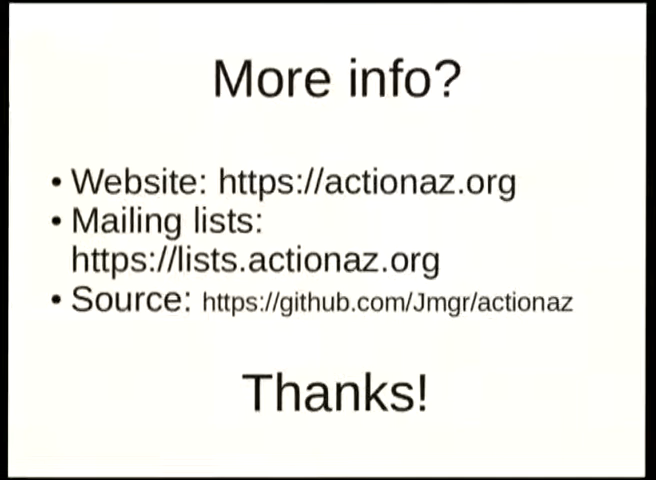 More info?
• Website: https://actionaz.org
• Mailing lists:
https://lists.actionaz.org
• Source: https://github.com/Jmgr/actionaz
Thanks!